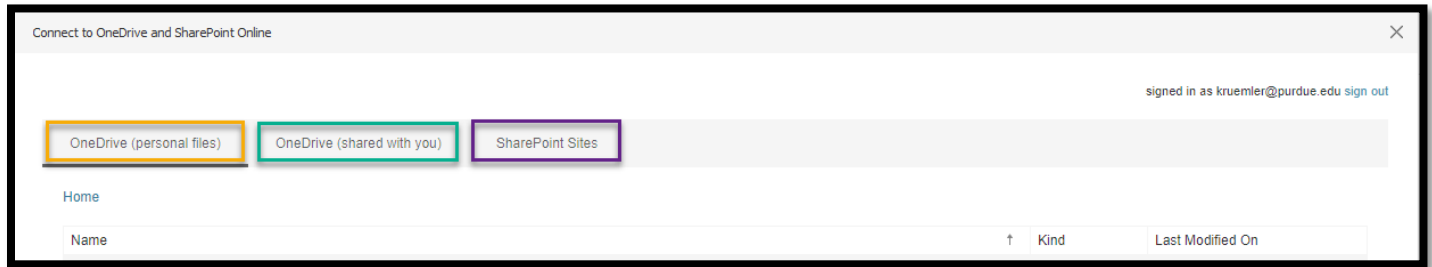 Connect to OneDrive and SharePoint Online
signed in as kruemler@purdue.edu sign out
OneDrive (personal files) OneDrive (shared with you) SharePoint Sites
Home
Name ↑ Kind Last Modified On